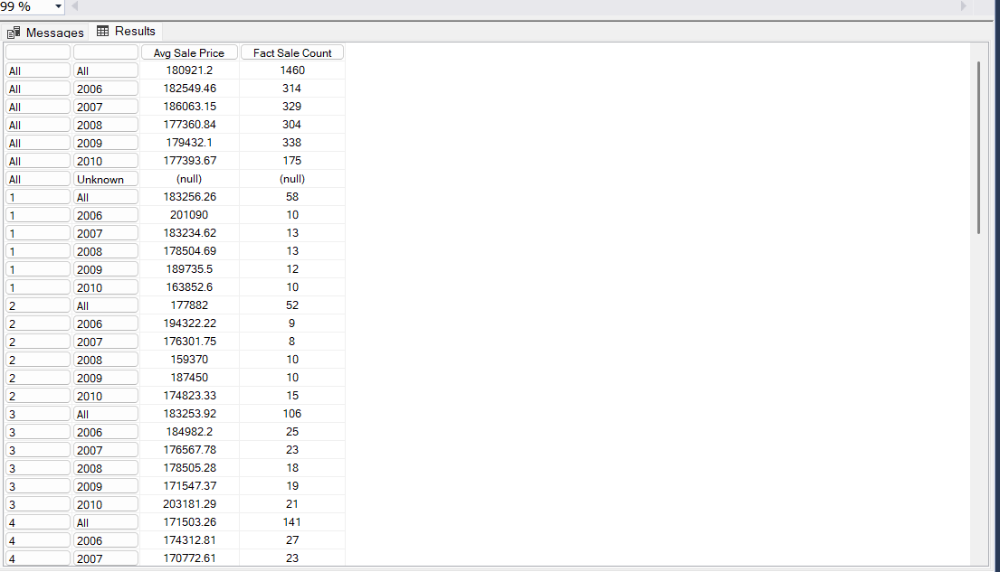 99 %
Messages Results
Avg Sale Price Fact Sale Count
All All 180921.2 1460
All 2006 182549.46 314
All 2007 186063.15 329
All 2008 177360.84 304
All 2009 179432.1 338
All 2010 177393.67 175
All Unknown (null) (null)
1 All 183256.26 58
1 2006 201090 10
1 2007 183234.62 13
1 2008 178504.69 13
1 2009 189735.5 12
1 2010 163852.6 10
2 All 177882 52
2 2006 194322.22 9
2 2007 176301.75 8
2 2008 159370 10
2 2009 187450 10
2 2010 174823.33 15
3 All 183253.92 106
3 2006 184982.2 25
3 2007 176567.78 23
3 2008 178505.28 18
3 2009 171547.37 19
3 2010 203181.29 21
4 All 171503.26 141
4 2006 174312.81 27
4 2007 170772.61 23